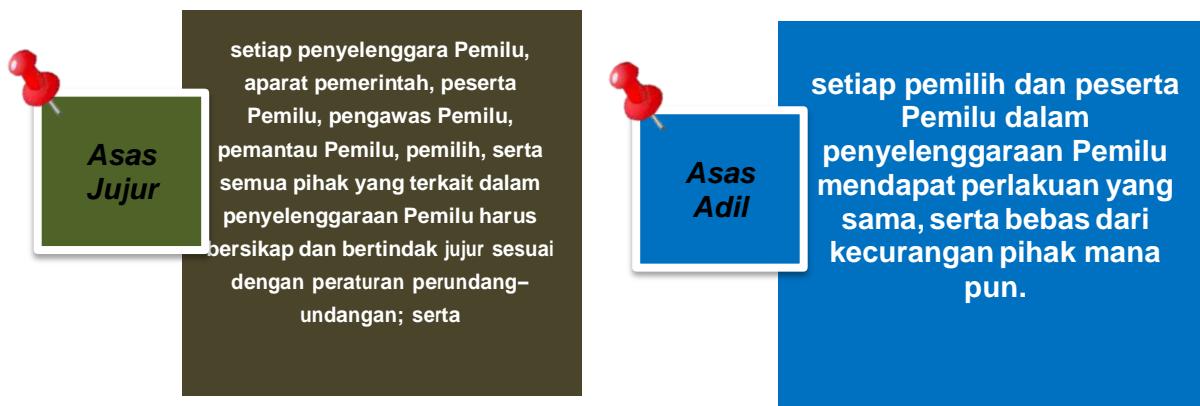 Asas
Jujur
setiap penyelenggara Pemilu,
aparat pemerintah, peserta
Pemilu, pengawas Pemilu,
pemantau Pemilu, pemilih, serta
semua pihak yang terkait dalam
penyelenggaraan Pemilu harus
bersikap dan bertindak jujur sesuai
dengan peraturan perundang–
undangan; serta
Asas
Adil
setiap pemilih dan peserta
Pemilu dalam
penyelenggaraan Pemilu
mendapat perlakuan yang
sama, serta bebas dari
kecurangan pihak mana
pun.